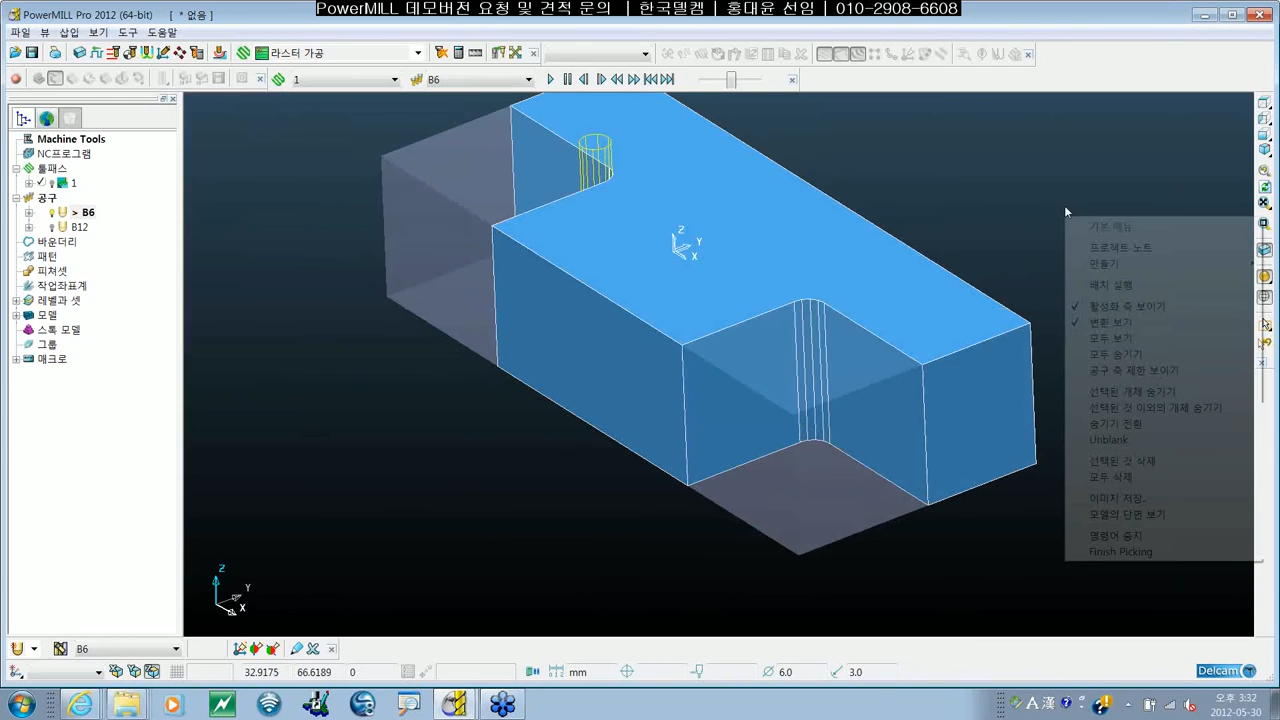 PowerMILL Pro 2012 (64-bit) [ * 없음 ]
PowerMILL 데모버전 요청 및 견적 문의 | 한국델켐 | 홍대윤 선임 | 010-2908-6608
파일 뷰 삽입 보기 도구 도움말
라스터 가공
1 B6
Machine Tools
NC프로그램
툴패스
1
공구
> B6
B12
바운더리
패턴
피쳐셋
작업좌표계
레벨과 셋
모델
스톡 모델
그룹
매크로
Z
Y
X
기본 메뉴
프로젝트 노트
만들기
배치 실행
활성화 축 보이기
변환 보기
모두 보기
모두 숨기기
공구 축 제한 보이기
선택된 개체 숨기기
선택된 것 이외의 개체 숨기기
숨기기 전환
Unblank
선택된 것 삭제
모두 삭제
이미지 저장..
모델의 단면 보기
명령어 중지
Finish Picking
Z
Y
X
B6
32.9175 66.6189 0 mm 6.0 3.0
Delcam
A 漢
오후 3:32
2012-05-30